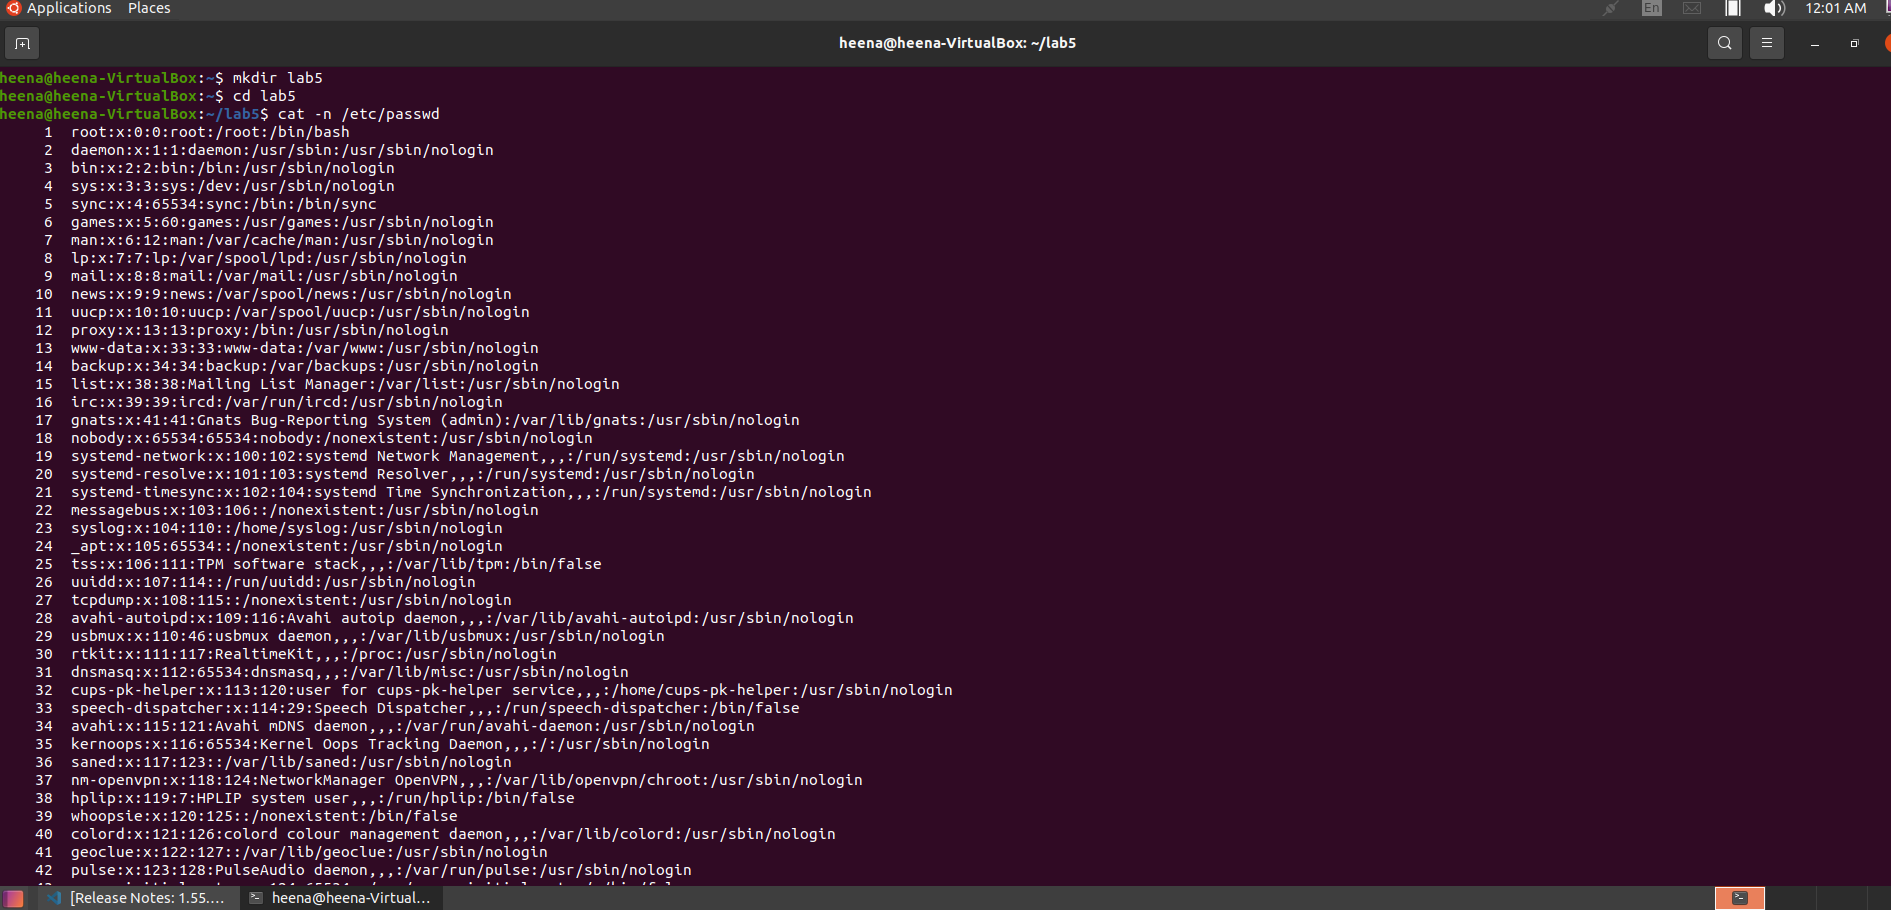 Applications Places En 12:01 AM
heena@heena-VirtualBox: ~/lab5
heena@heena-VirtualBox:~$ mkdir lab5
heena@heena-VirtualBox:~$ cd lab5
heena@heena-VirtualBox:~/lab5$ cat -n /etc/passwd
1 root:x:0:0:root:/root:/bin/bash
2 daemon:x:1:1:daemon:/usr/sbin:/usr/sbin/nologin
3 bin:x:2:2:bin:/bin:/usr/sbin/nologin
4 sys:x:3:3:sys:/dev:/usr/sbin/nologin
5 sync:x:4:65534:sync:/bin:/bin/sync
6 games:x:5:60:games:/usr/games:/usr/sbin/nologin
7 man:x:6:12:man:/var/cache/man:/usr/sbin/nologin
8 lp:x:7:7:lp:/var/spool/lpd:/usr/sbin/nologin
9 mail:x:8:8:mail:/var/mail:/usr/sbin/nologin
10 news:x:9:9:news:/var/spool/news:/usr/sbin/nologin
11 uucp:x:10:10:uucp:/var/spool/uucp:/usr/sbin/nologin
12 proxy:x:13:13:proxy:/bin:/usr/sbin/nologin
13 www-data:x:33:33:www-data:/var/www:/usr/sbin/nologin
14 backup:x:34:34:backup:/var/backups:/usr/sbin/nologin
15 list:x:38:38:Mailing List Manager:/var/list:/usr/sbin/nologin
16 irc:x:39:39:ircd:/var/run/ircd:/usr/sbin/nologin
17 gnats:x:41:41:Gnats Bug-Reporting System (admin):/var/lib/gnats:/usr/sbin/nologin
18 nobody:x:65534:65534:nobody:/nonexistent:/usr/sbin/nologin
19 systemd-network:x:100:102:systemd Network Management,,,:/run/systemd:/usr/sbin/nologin
20 systemd-resolve:x:101:103:systemd Resolver,,,:/run/systemd:/usr/sbin/nologin
21 systemd-timesync:x:102:104:systemd Time Synchronization,,,:/run/systemd:/usr/sbin/nologin
22 messagebus:x:103:106::/nonexistent:/usr/sbin/nologin
23 syslog:x:104:110::/home/syslog:/usr/sbin/nologin
24 _apt:x:105:65534::/nonexistent:/usr/sbin/nologin
25 tss:x:106:111:TPM software stack,,,:/var/lib/tpm:/bin/false
26 uuidd:x:107:114::/run/uuidd:/usr/sbin/nologin
27 tcpdump:x:108:115::/nonexistent:/usr/sbin/nologin
28 avahi-autoipd:x:109:116:Avahi autoip daemon,,,:/var/lib/avahi-autoipd:/usr/sbin/nologin
29 usbmux:x:110:46:usbmux daemon,,,:/var/lib/usbmux:/usr/sbin/nologin
30 rtkit:x:111:117:RealtimeKit,,,:/proc:/usr/sbin/nologin
31 dnsmasq:x:112:65534:dnsmasq,,,:/var/lib/misc:/usr/sbin/nologin
32 cups-pk-helper:x:113:120:user for cups-pk-helper service,,,:/home/cups-pk-helper:/usr/sbin/nologin
33 speech-dispatcher:x:114:29:Speech Dispatcher,,,:/run/speech-dispatcher:/bin/false
34 avahi:x:115:121:Avahi mDNS daemon,,,:/var/run/avahi-daemon:/usr/sbin/nologin
35 kernoops:x:116:65534:Kernel Oops Tracking Daemon,,,:/:/usr/sbin/nologin
36 saned:x:117:123::/var/lib/saned:/usr/sbin/nologin
37 nm-openvpn:x:118:124:NetworkManager OpenVPN,,,:/var/lib/openvpn/chroot:/usr/sbin/nologin
38 hplip:x:119:7:HPLIP system user,,,:/run/hplip:/bin/false
39 whoopsie:x:120:125::/nonexistent:/bin/false
40 colord:x:121:126:colord colour management daemon,,,:/var/lib/colord:/usr/sbin/nologin
41 geoclue:x:122:127::/var/lib/geoclue:/usr/sbin/nologin
42 pulse:x:123:128:PulseAudio daemon,,,:/var/run/pulse:/usr/sbin/nologin
[Release Notes: 1.55.... heena@heena-Virtual...